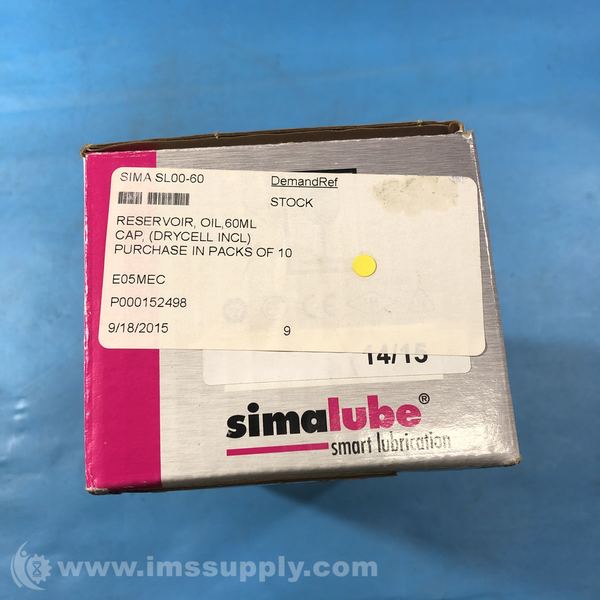 SIMA SL00-60 DemandRef
STOCK
RESERVOIR, OIL,60ML
CAP, (DRYCELL INCL)
PURCHASE IN PACKS OF 10
E05MEC
P000152498
9/18/2015 9
14/15
simalube®
smart lubrication
www.imssupply.com